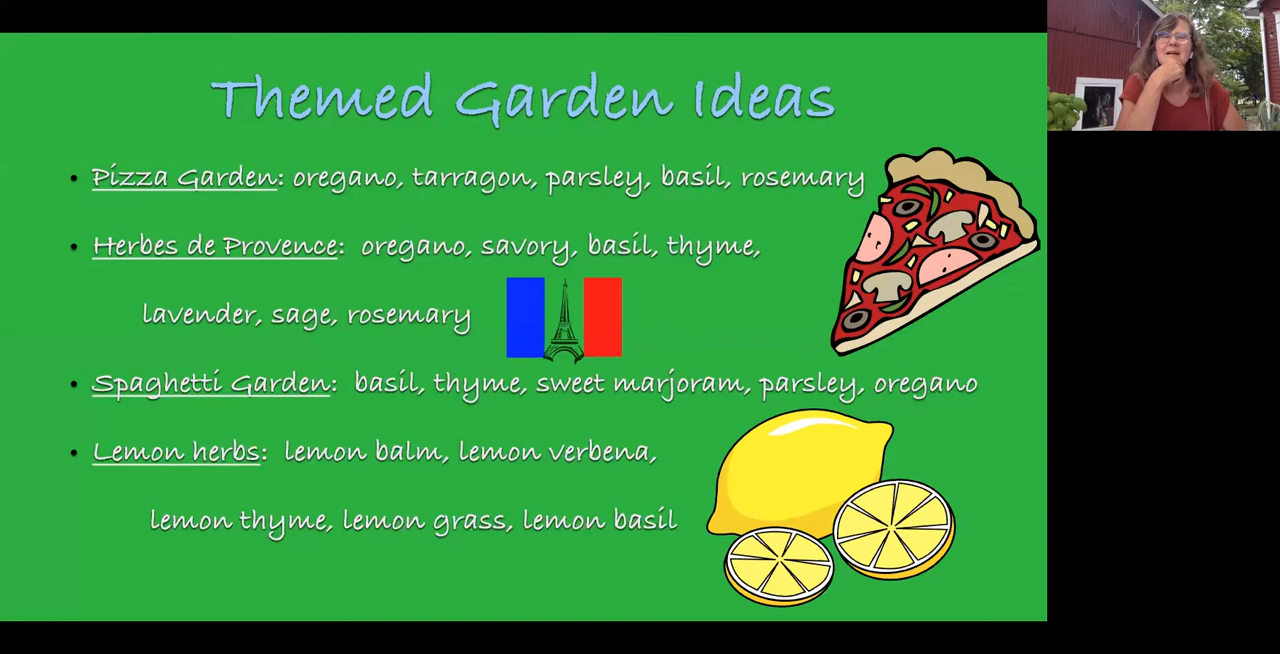 Themed Garden Ideas
• Pizza Garden: oregano, tarragon, parsley, basil, rosemary
• Herbes de Provence: oregano, savory, basil, thyme,
lavender, sage, rosemary
• Spaghetti Garden: basil, thyme, sweet marjoram, parsley, oregano
• Lemon herbs: lemon balm, lemon verbena,
lemon thyme, lemon grass, lemon basil